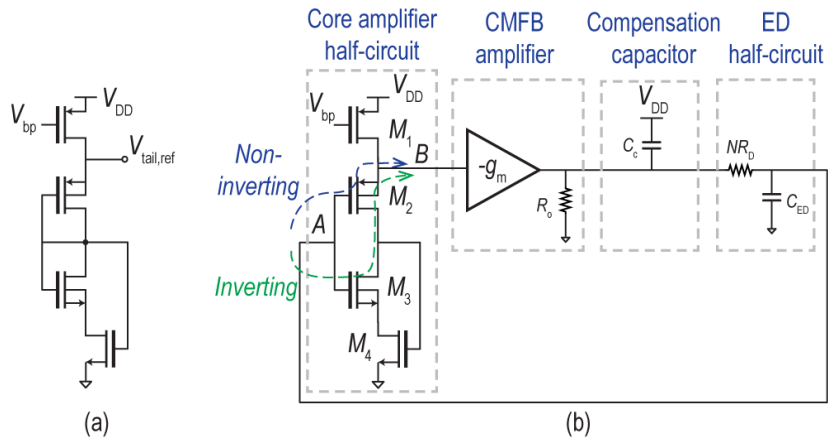 Core amplifier
half-circuit
CMFB
amplifier
Compensation
capacitor
ED
half-circuit
V_DD
V_bp
V_tail,ref
(a)
V_DD
V_bp
M_1
B
Non-
inverting
M_2
A
Inverting
M_3
M_4
-g_m
R_o
V_DD
C_c
NR_D
C_ED
(b)